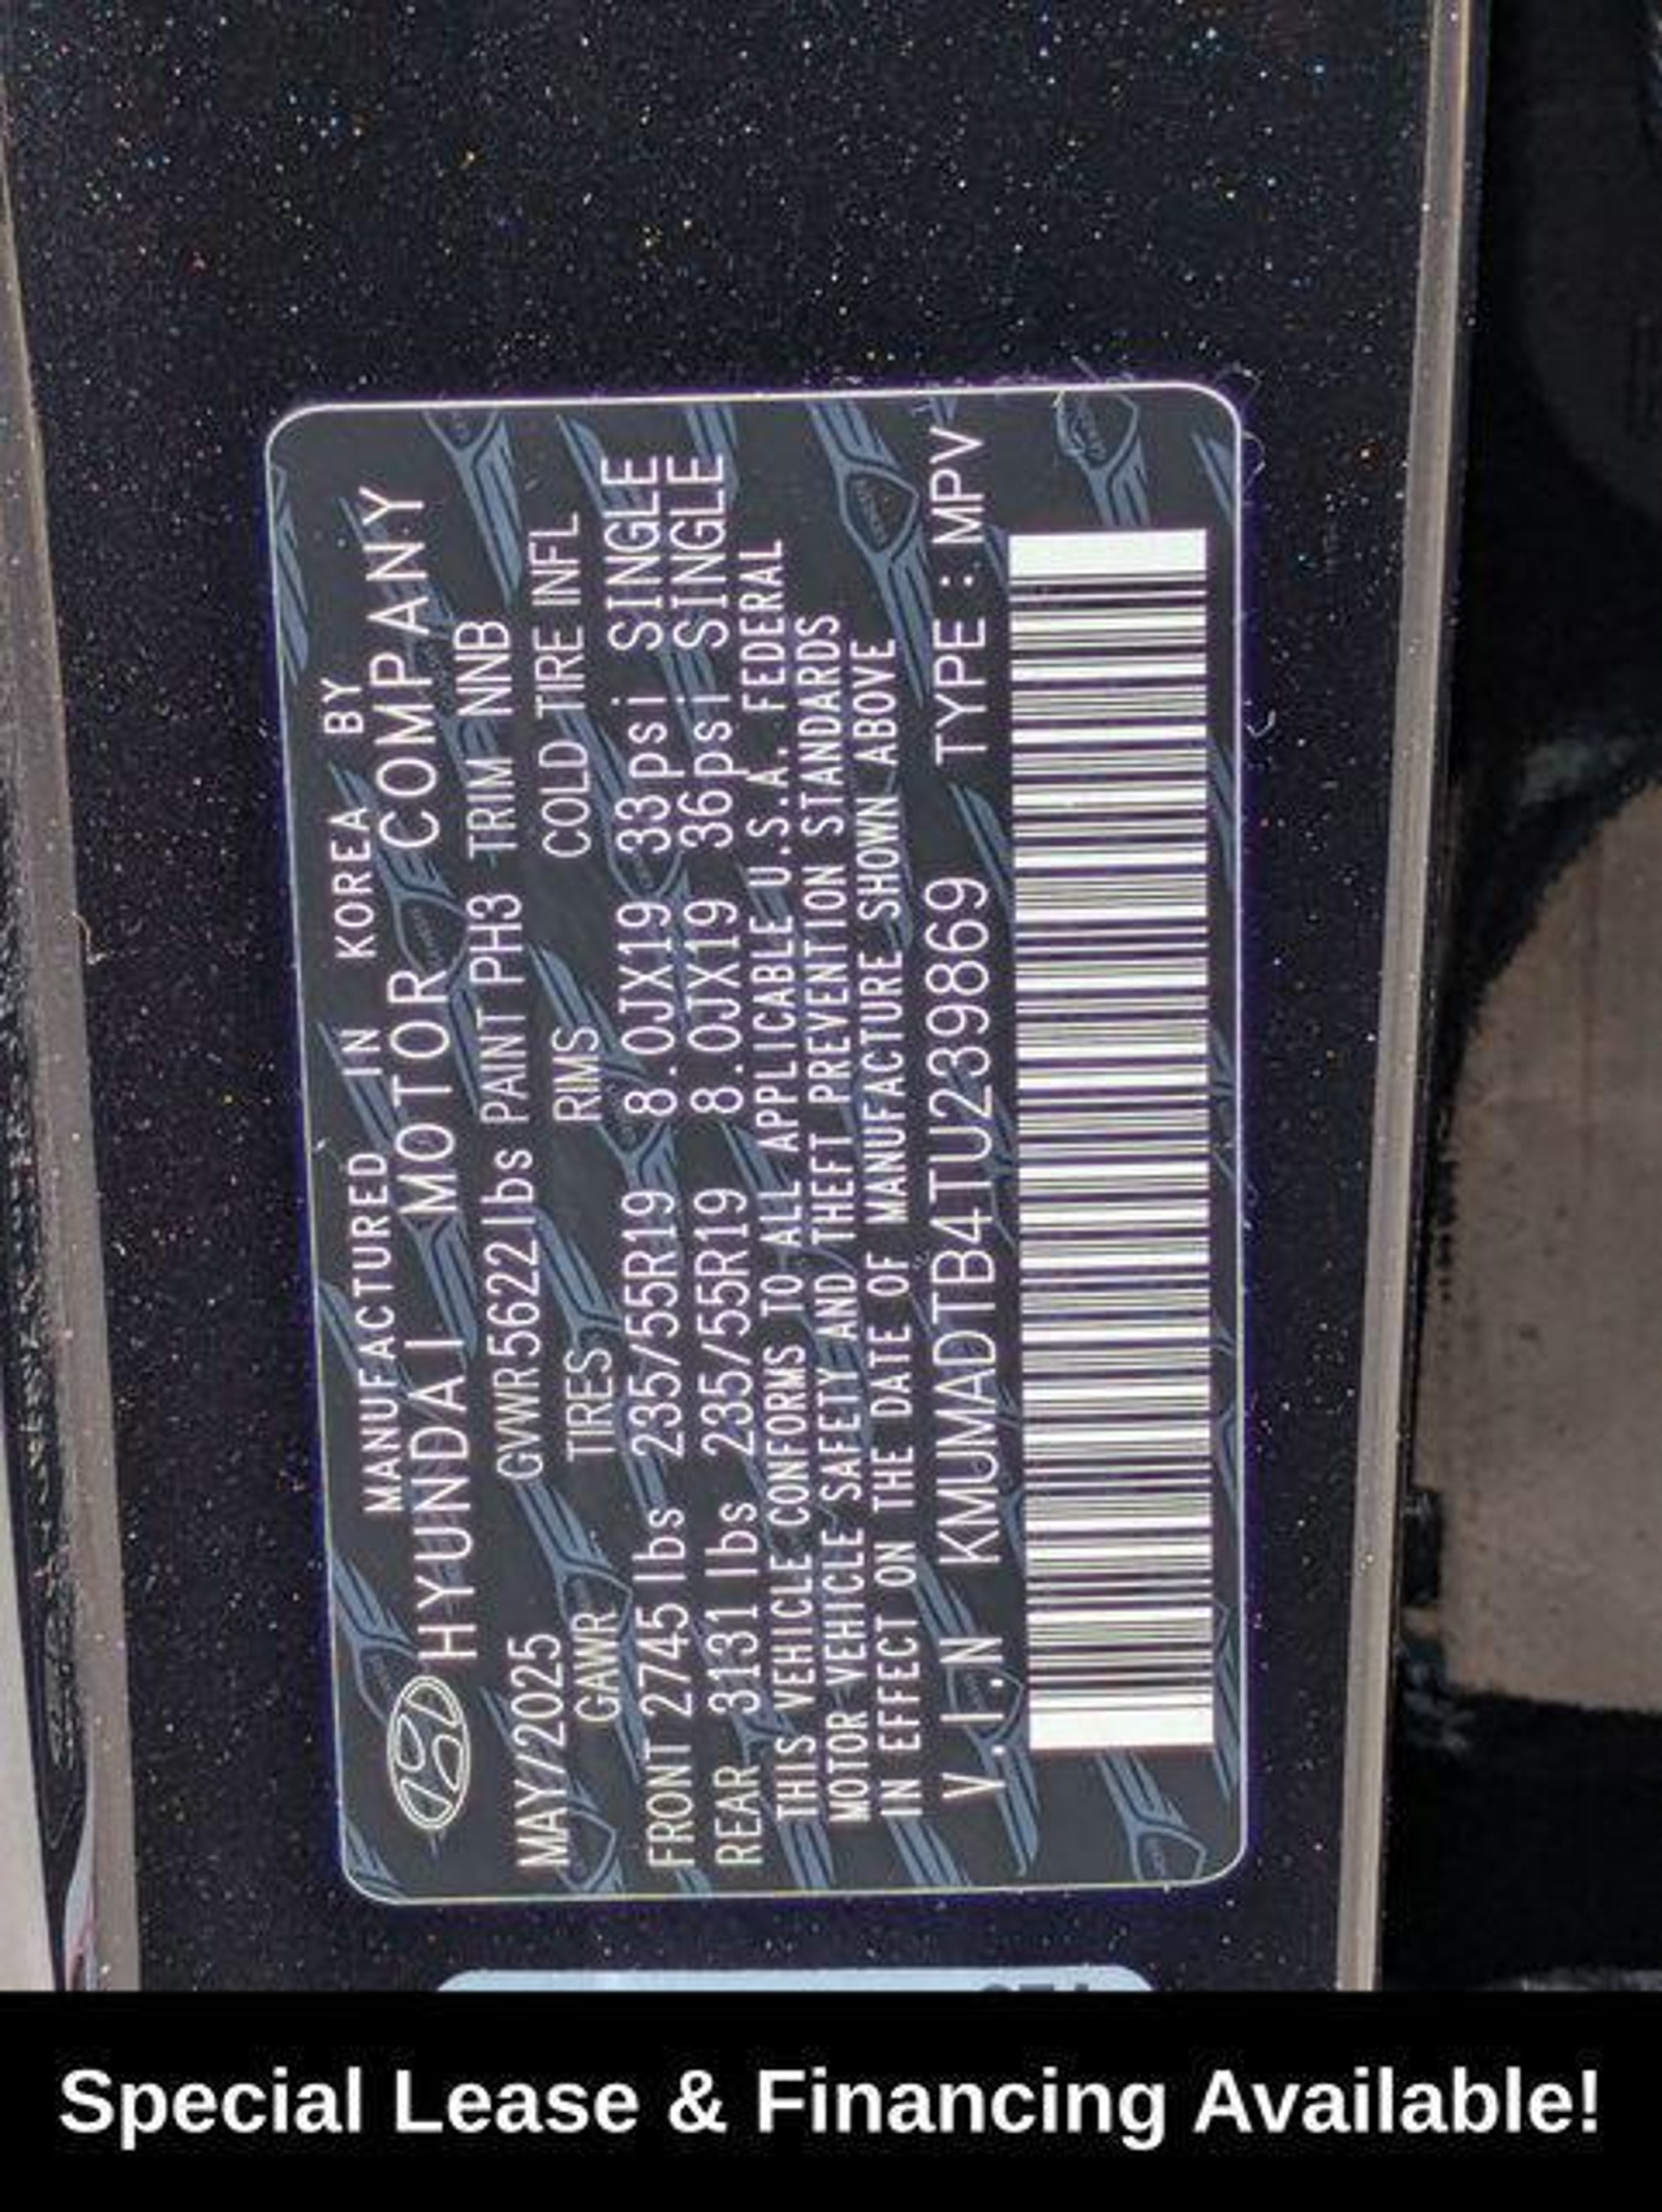 MANUFACTURED IN KOREA BY
HYUNDAI MOTOR COMPANY
MAY/2025 GVWR5622lbs PAINT PH3 TRIM NNB
GAWR TIRES RIMS COLD TIRE INFL
FRONT 2745 lbs 235/55R19 8.0JX19 33psi SINGLE
REAR 3131 lbs 235/55R19 8.0JX19 36psi SINGLE
THIS VEHICLE CONFORMS TO ALL APPLICABLE U.S.A. FEDERAL
MOTOR VEHICLE SAFETY AND THEFT PREVENTION STANDARDS
IN EFFECT ON THE DATE OF MANUFACTURE SHOWN ABOVE
V.I.N KMUMADTB4TU239869 TYPE : MPV
Special Lease & Financing Available!